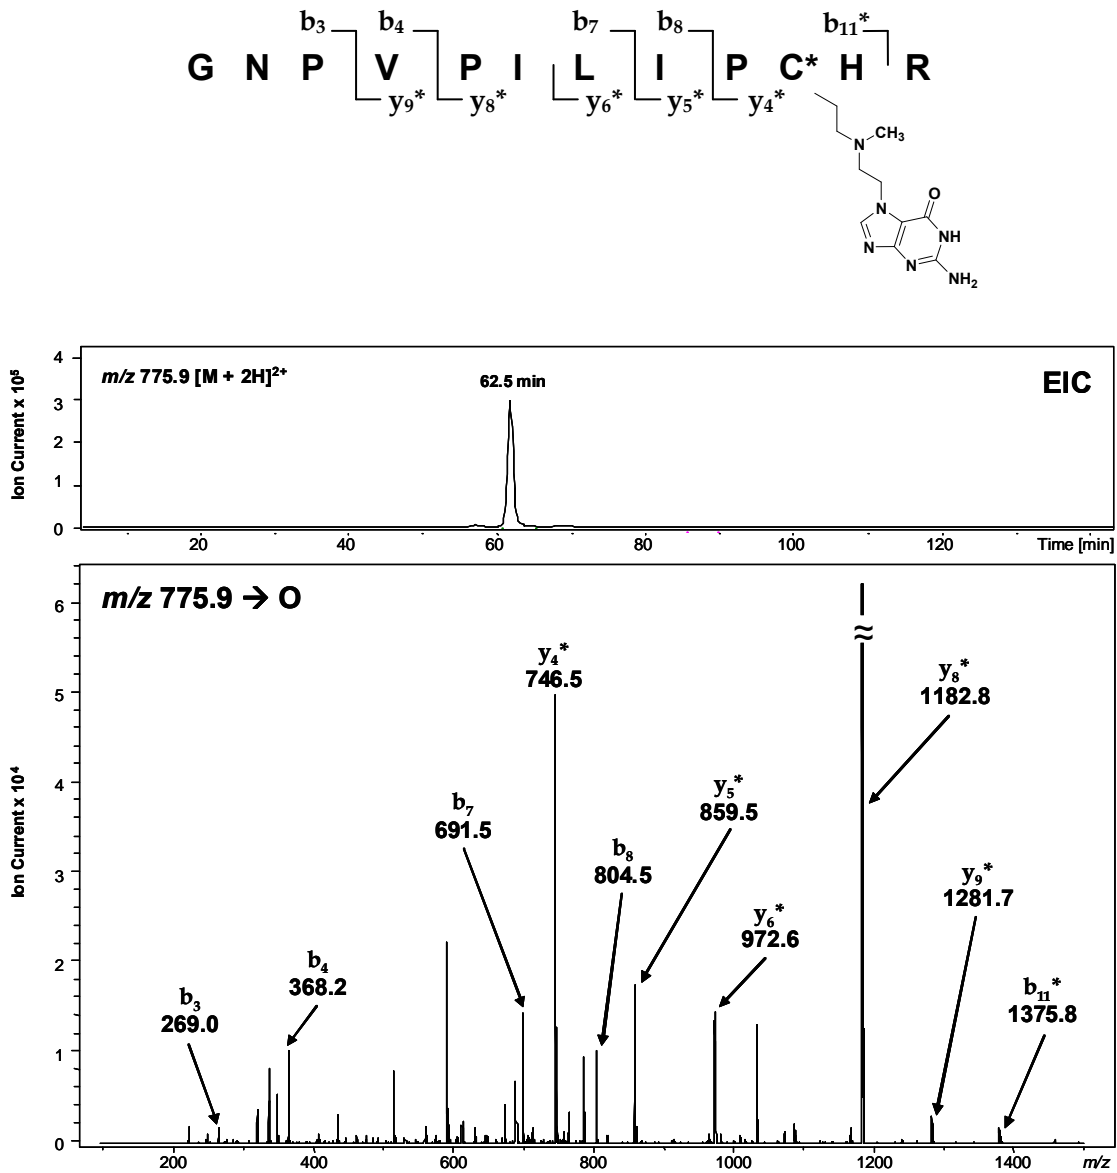 b3 b4 b7 b8 b11*
G N P V P I L I P C* H R
y9* y8* y6* y5* y4*
N CH3
N O
N N NH
NH2
m/z 775.9 [M + 2H]2+
62.5 min
EIC
Ion Current x 10⁵
4
3
2
1
0
20 40 60 80 100 120 Time [min]
m/z 775.9 → O
Ion Current x 10⁴
6
5
4
3
2
1
0
y4*
746.5
y8*
1182.8
b7
691.5
y5*
859.5
b8
804.5
y9*
1281.7
y6*
972.6
b4
368.2
b3
269.0
b11*
1375.8
200 400 600 800 1000 1200 1400 m/z